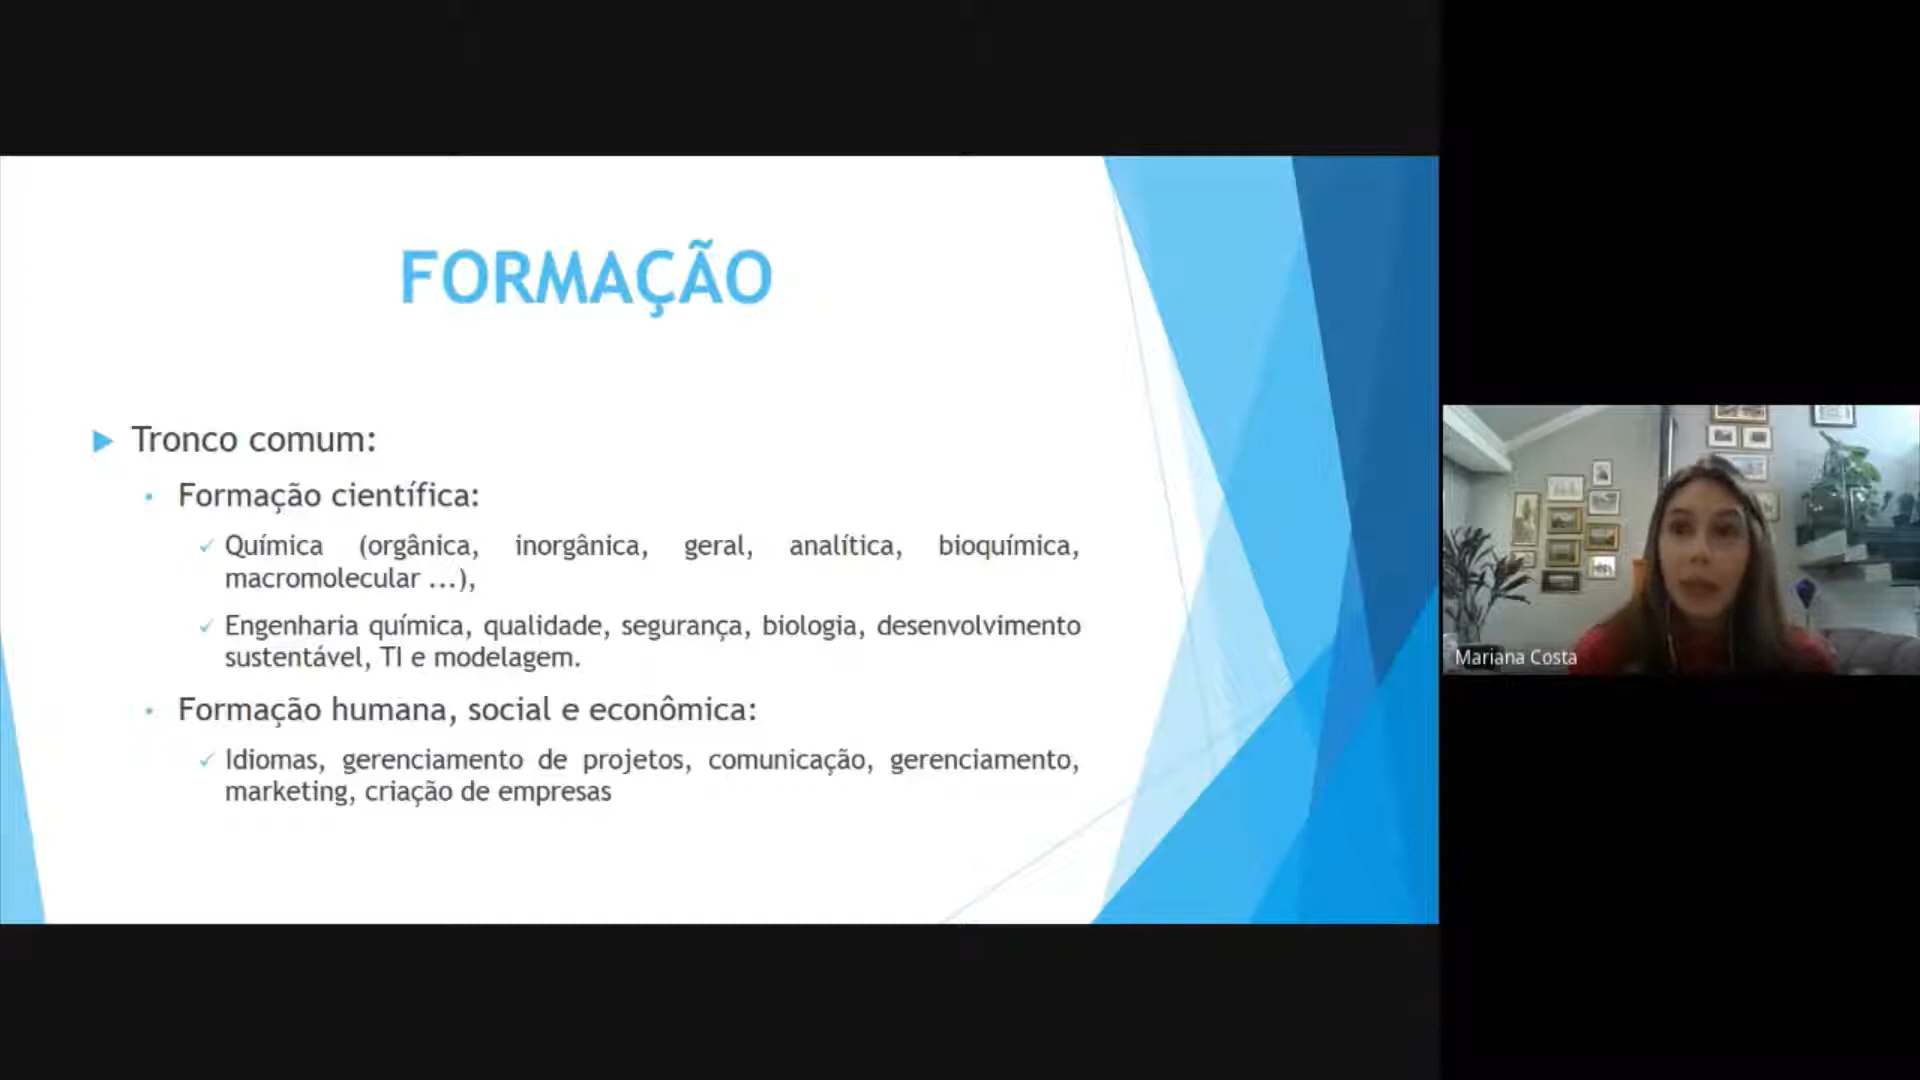 FORMAÇÃO
Tronco comum:
Formação científica:
Química (orgânica, inorgânica, geral, analítica, bioquímica,
macromolecular ...),
Engenharia química, qualidade, segurança, biologia, desenvolvimento
sustentável, TI e modelagem.
Formação humana, social e econômica:
Idiomas, gerenciamento de projetos, comunicação, gerenciamento,
marketing, criação de empresas
Mariana Costa